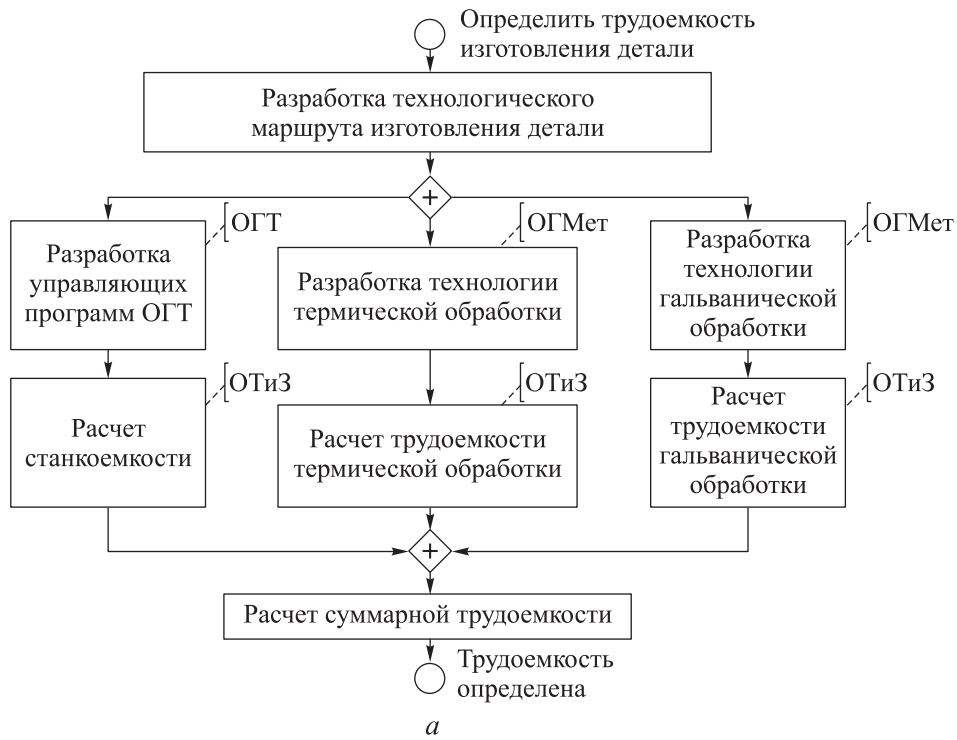 Определить трудоемкость
изготовления детали
Разработка технологического
маршрута изготовления детали
+
ОГТ
ОГМет
ОГМет
Разработка
управляющих
программ ОГТ
Разработка технологии
термической обработки
Разработка
технологии
гальванической
обработки
ОТиЗ
ОТиЗ
ОТиЗ
Расчет
станкоемкости
Расчет трудоемкости
термической обработки
Расчет
трудоемкости
гальванической
обработки
+
Расчет суммарной трудоемкости
Трудоемкость
определена
а